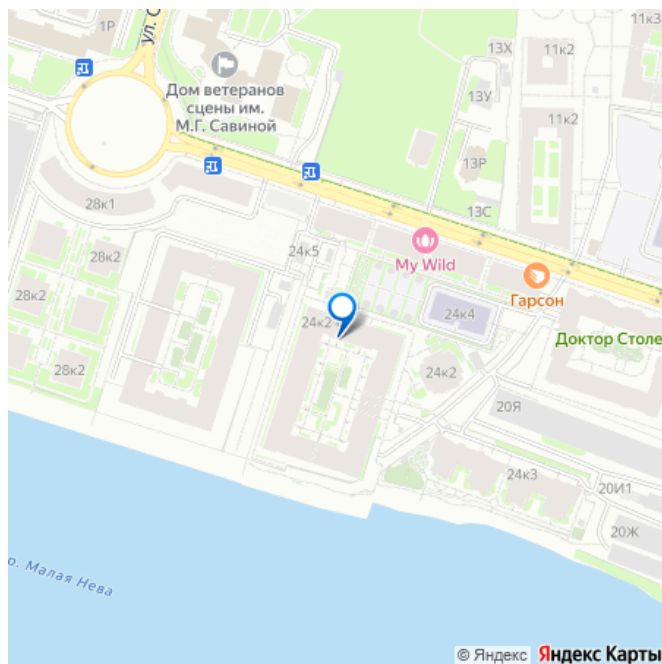 1Р
ул. С
Дом ветеранов
сцены им.
М.Г. Савиной
13Х
11к2
11к3
13У
11к2
13Р
13С
28к1
24к5
My Wild
28к2
Гарсон
28к2
24к2
24к4
Доктор Столе
28к2
24к2
20Я
24к3
20И1
20Ж
р. Малая Нева
© Яндекс Яндекс Карты